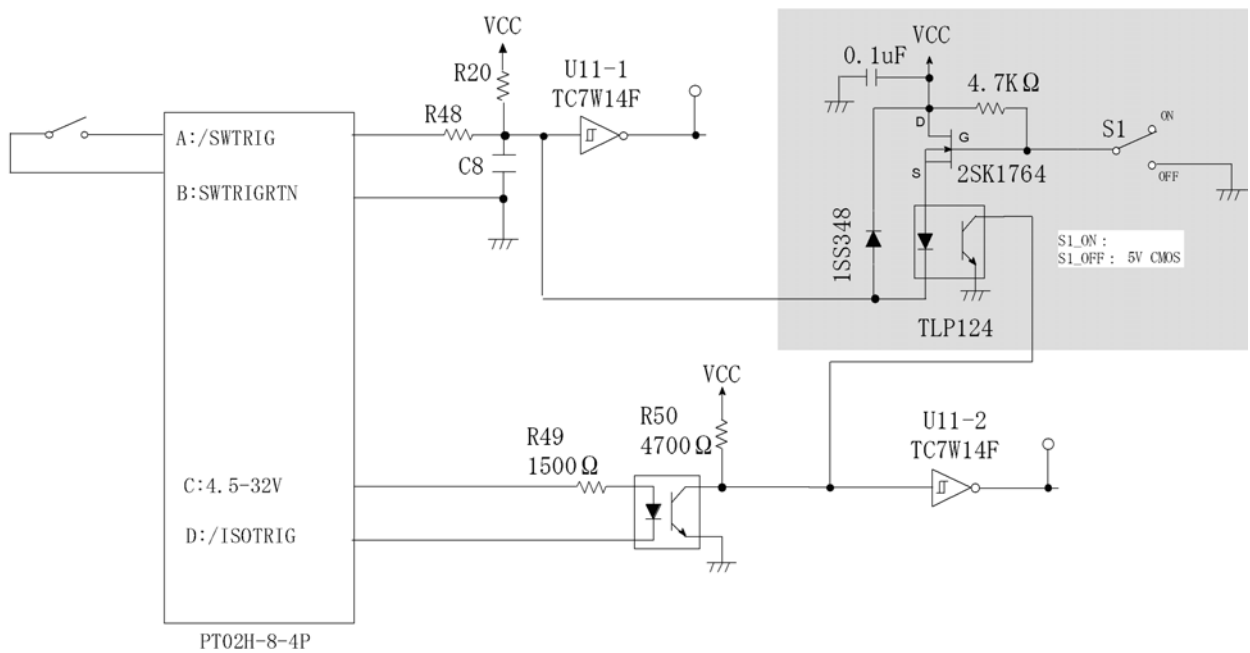 VCC
R20
U11-1
TC7W14F
R48
C8
A:/SWTRIG
B:SWTRIGRTN
VCC
0.1uF
4.7KΩ
D
G
S
2SK1764
S1
ON
OFF
1SS348
TLP124
S1_ON :
S1_OFF : 5V CMOS
VCC
R50
4700Ω
R49
1500Ω
U11-2
TC7W14F
C:4.5-32V
D:/ISOTRIG
PT02H-8-4P